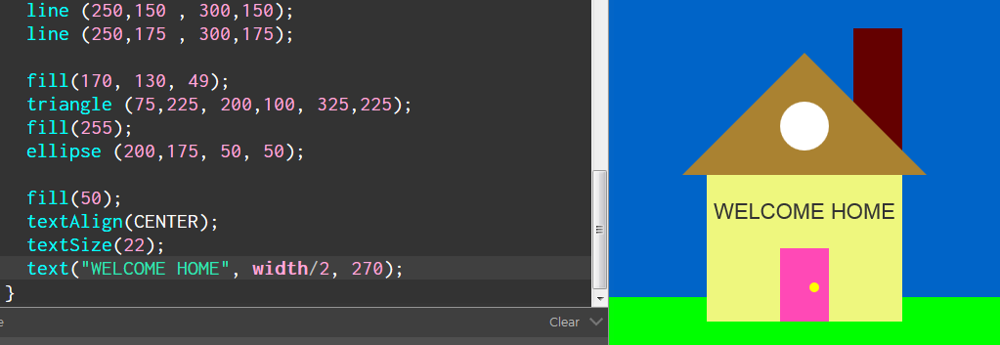 line (250,150 , 300,150);
line (250,175 , 300,175);
fill(170, 130, 49);
triangle (75,225, 200,100, 325,225);
fill(255);
ellipse (200,175, 50, 50);
fill(50);
textAlign(CENTER);
textSize(22);
text("WELCOME HOME", width/2, 270);
}
e
Clear
WELCOME HOME